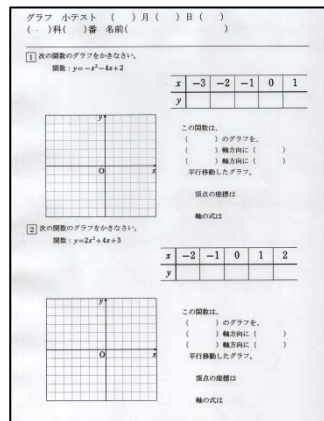 グラフ 小テスト (  )月(  )日(  )
( . )科(  )番 名前(          )
1 次の関数のグラフをかきなさい。
関数:y=-x²-4x+2
x -3 -2 -1 0 1
y
y
O
x
この関数は、
(    )のグラフを、
(    )軸方向に(    )
(    )軸方向に(    )
平行移動したグラフ。
頂点の座標は
軸の式は
2 次の関数のグラフをかきなさい。
関数:y=2x²+4x+3
x -2 -1 0 1 2
y
y
O
x
この関数は、
(    )のグラフを、
(    )軸方向に(    )
(    )軸方向に(    )
平行移動したグラフ。
頂点の座標は
軸の式は